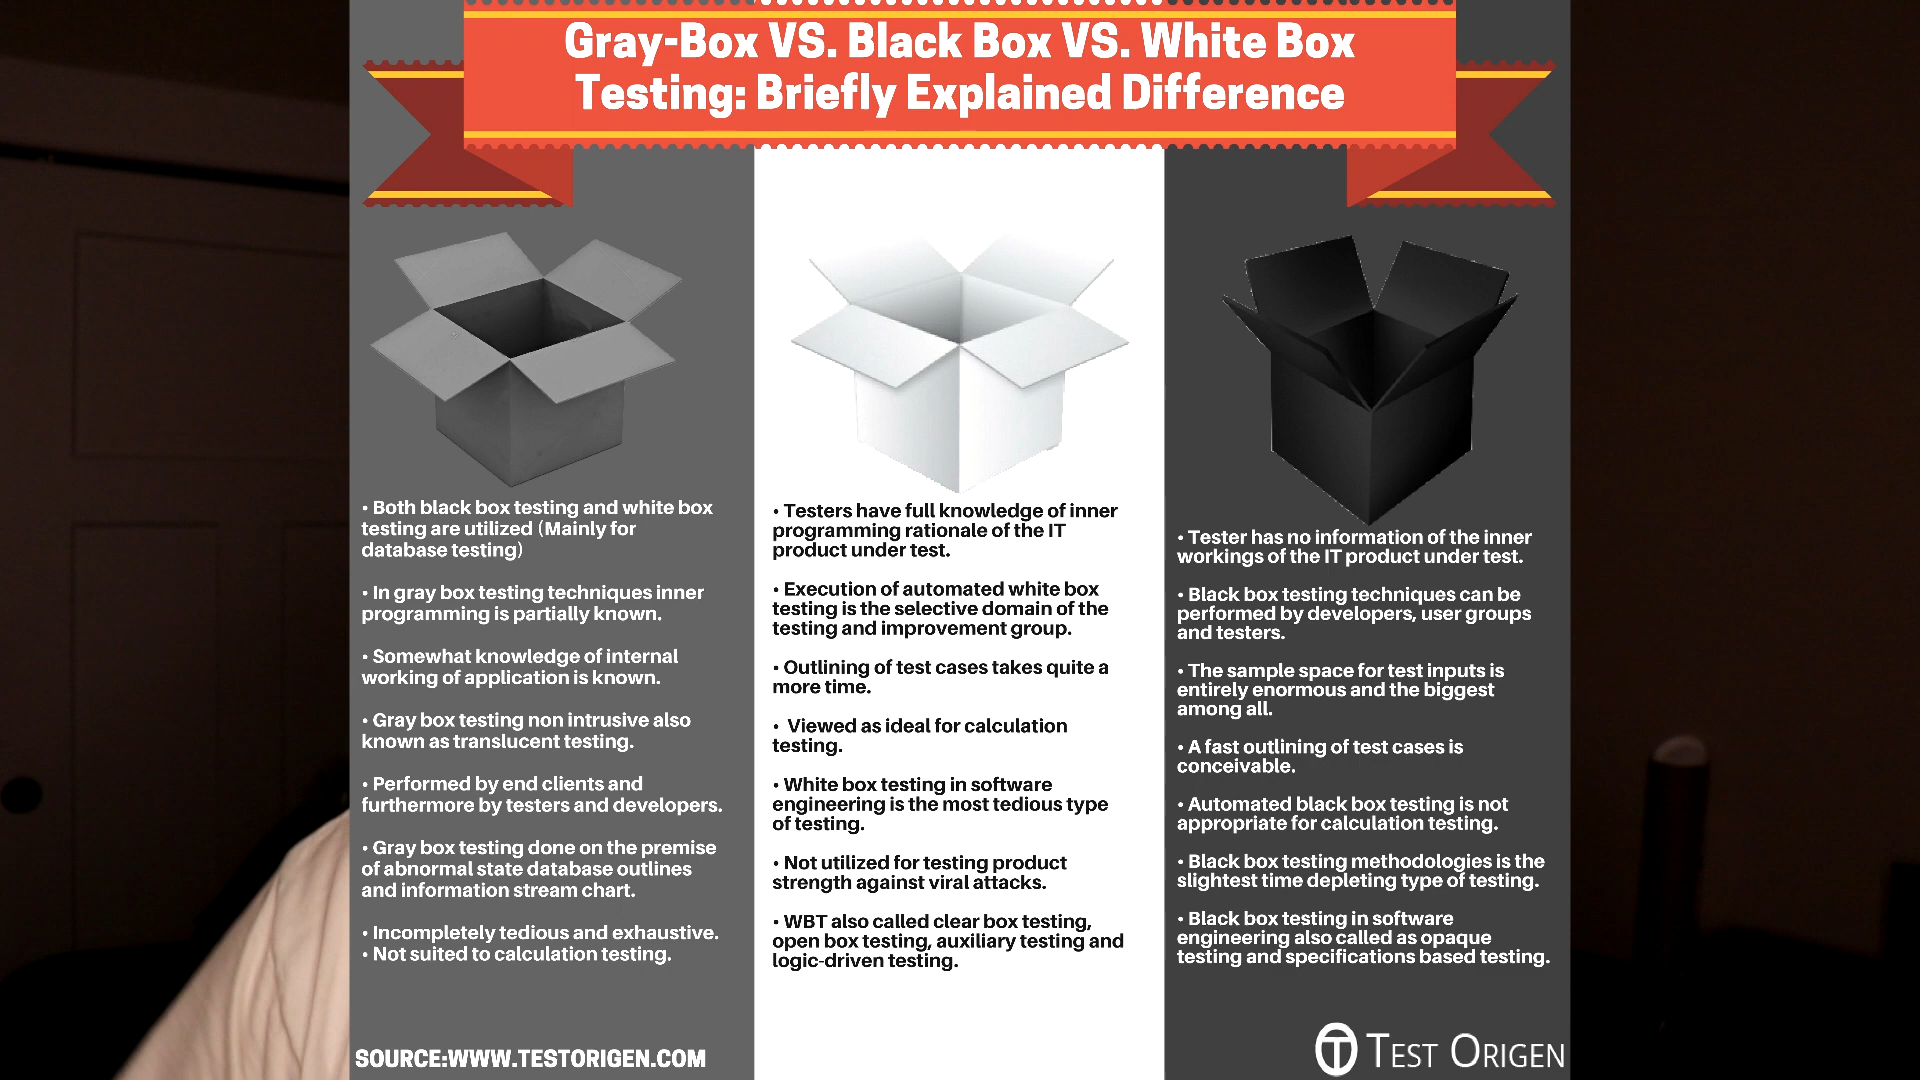 Gray-Box VS. Black Box VS. White Box
Testing: Briefly Explained Difference
• Both black box testing and white box
testing are utilized (Mainly for
database testing)
• In gray box testing techniques inner
programming is partially known.
• Somewhat knowledge of internal
working of application is known.
• Gray box testing non intrusive also
known as translucent testing.
• Performed by end clients and
furthermore by testers and developers.
• Gray box testing done on the premise
of abnormal state database outlines
and information stream chart.
• Incompletely tedious and exhaustive.
• Not suited to calculation testing.
SOURCE:WWW.TESTORIGEN.COM
• Testers have full knowledge of inner
programming rationale of the IT
product under test.
• Execution of automated white box
testing is the selective domain of the
testing and improvement group.
• Outlining of test cases takes quite a
more time.
• Viewed as ideal for calculation
testing.
• White box testing in software
engineering is the most tedious type
of testing.
• Not utilized for testing product
strength against viral attacks.
• WBT also called clear box testing,
open box testing, auxiliary testing and
logic-driven testing.
• Tester has no information of the inner
workings of the IT product under test.
• Black box testing techniques can be
performed by developers, user groups
and testers.
• The sample space for test inputs is
entirely enormous and the biggest
among all.
• A fast outlining of test cases is
conceivable.
• Automated black box testing is not
appropriate for calculation testing.
• Black box testing methodologies is the
slightest time depleting type of testing.
• Black box testing in software
engineering also called as opaque
testing and specifications based testing.
TEST ORIGEN